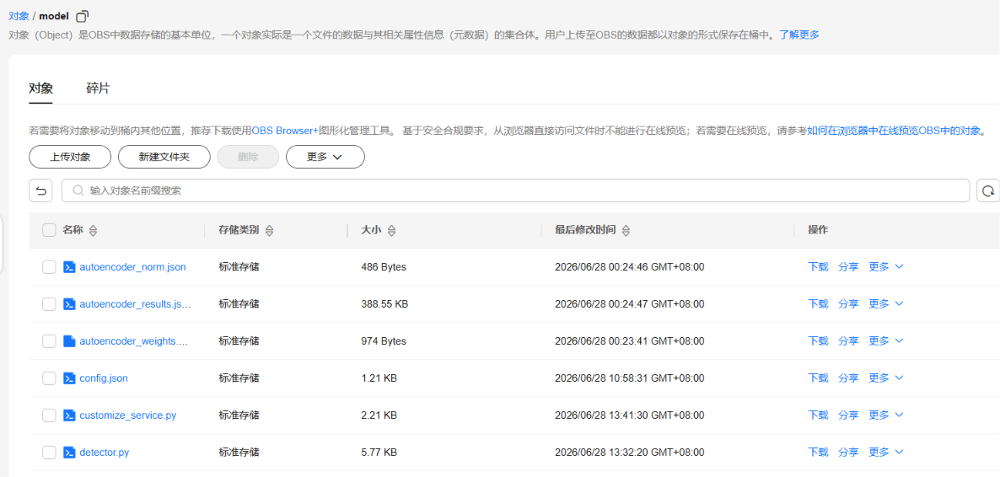 对象 / model
对象（Object）是OBS中数据存储的基本单位，一个对象实际是一个文件的数据与其相关属性信息（元数据）的集合体。用户上传至OBS的数据都以对象的形式保存在桶中。了解更多
对象 碎片
若需要将对象移动到桶内其他位置，推荐下载使用OBS Browser+图形化管理工具。 基于安全合规要求，从浏览器直接访问文件时不能进行在线预览；若需要在线预览，请参考如何在浏览器中在线预览OBS中的对象。
上传对象 新建文件夹 删除 更多
输入对象名前缀搜索
名称 存储类别 大小 最后修改时间 操作
autoencoder_norm.json 标准存储 486 Bytes 2026/06/28 00:24:46 GMT+08:00 下载 分享 更多
autoencoder_results.js... 标准存储 388.55 KB 2026/06/28 00:24:47 GMT+08:00 下载 分享 更多
autoencoder_weights.... 标准存储 974 Bytes 2026/06/28 00:23:41 GMT+08:00 下载 分享 更多
config.json 标准存储 1.21 KB 2026/06/28 10:58:31 GMT+08:00 下载 分享 更多
customize_service.py 标准存储 2.21 KB 2026/06/28 13:41:30 GMT+08:00 下载 分享 更多
detector.py 标准存储 5.77 KB 2026/06/28 13:32:20 GMT+08:00 下载 分享 更多